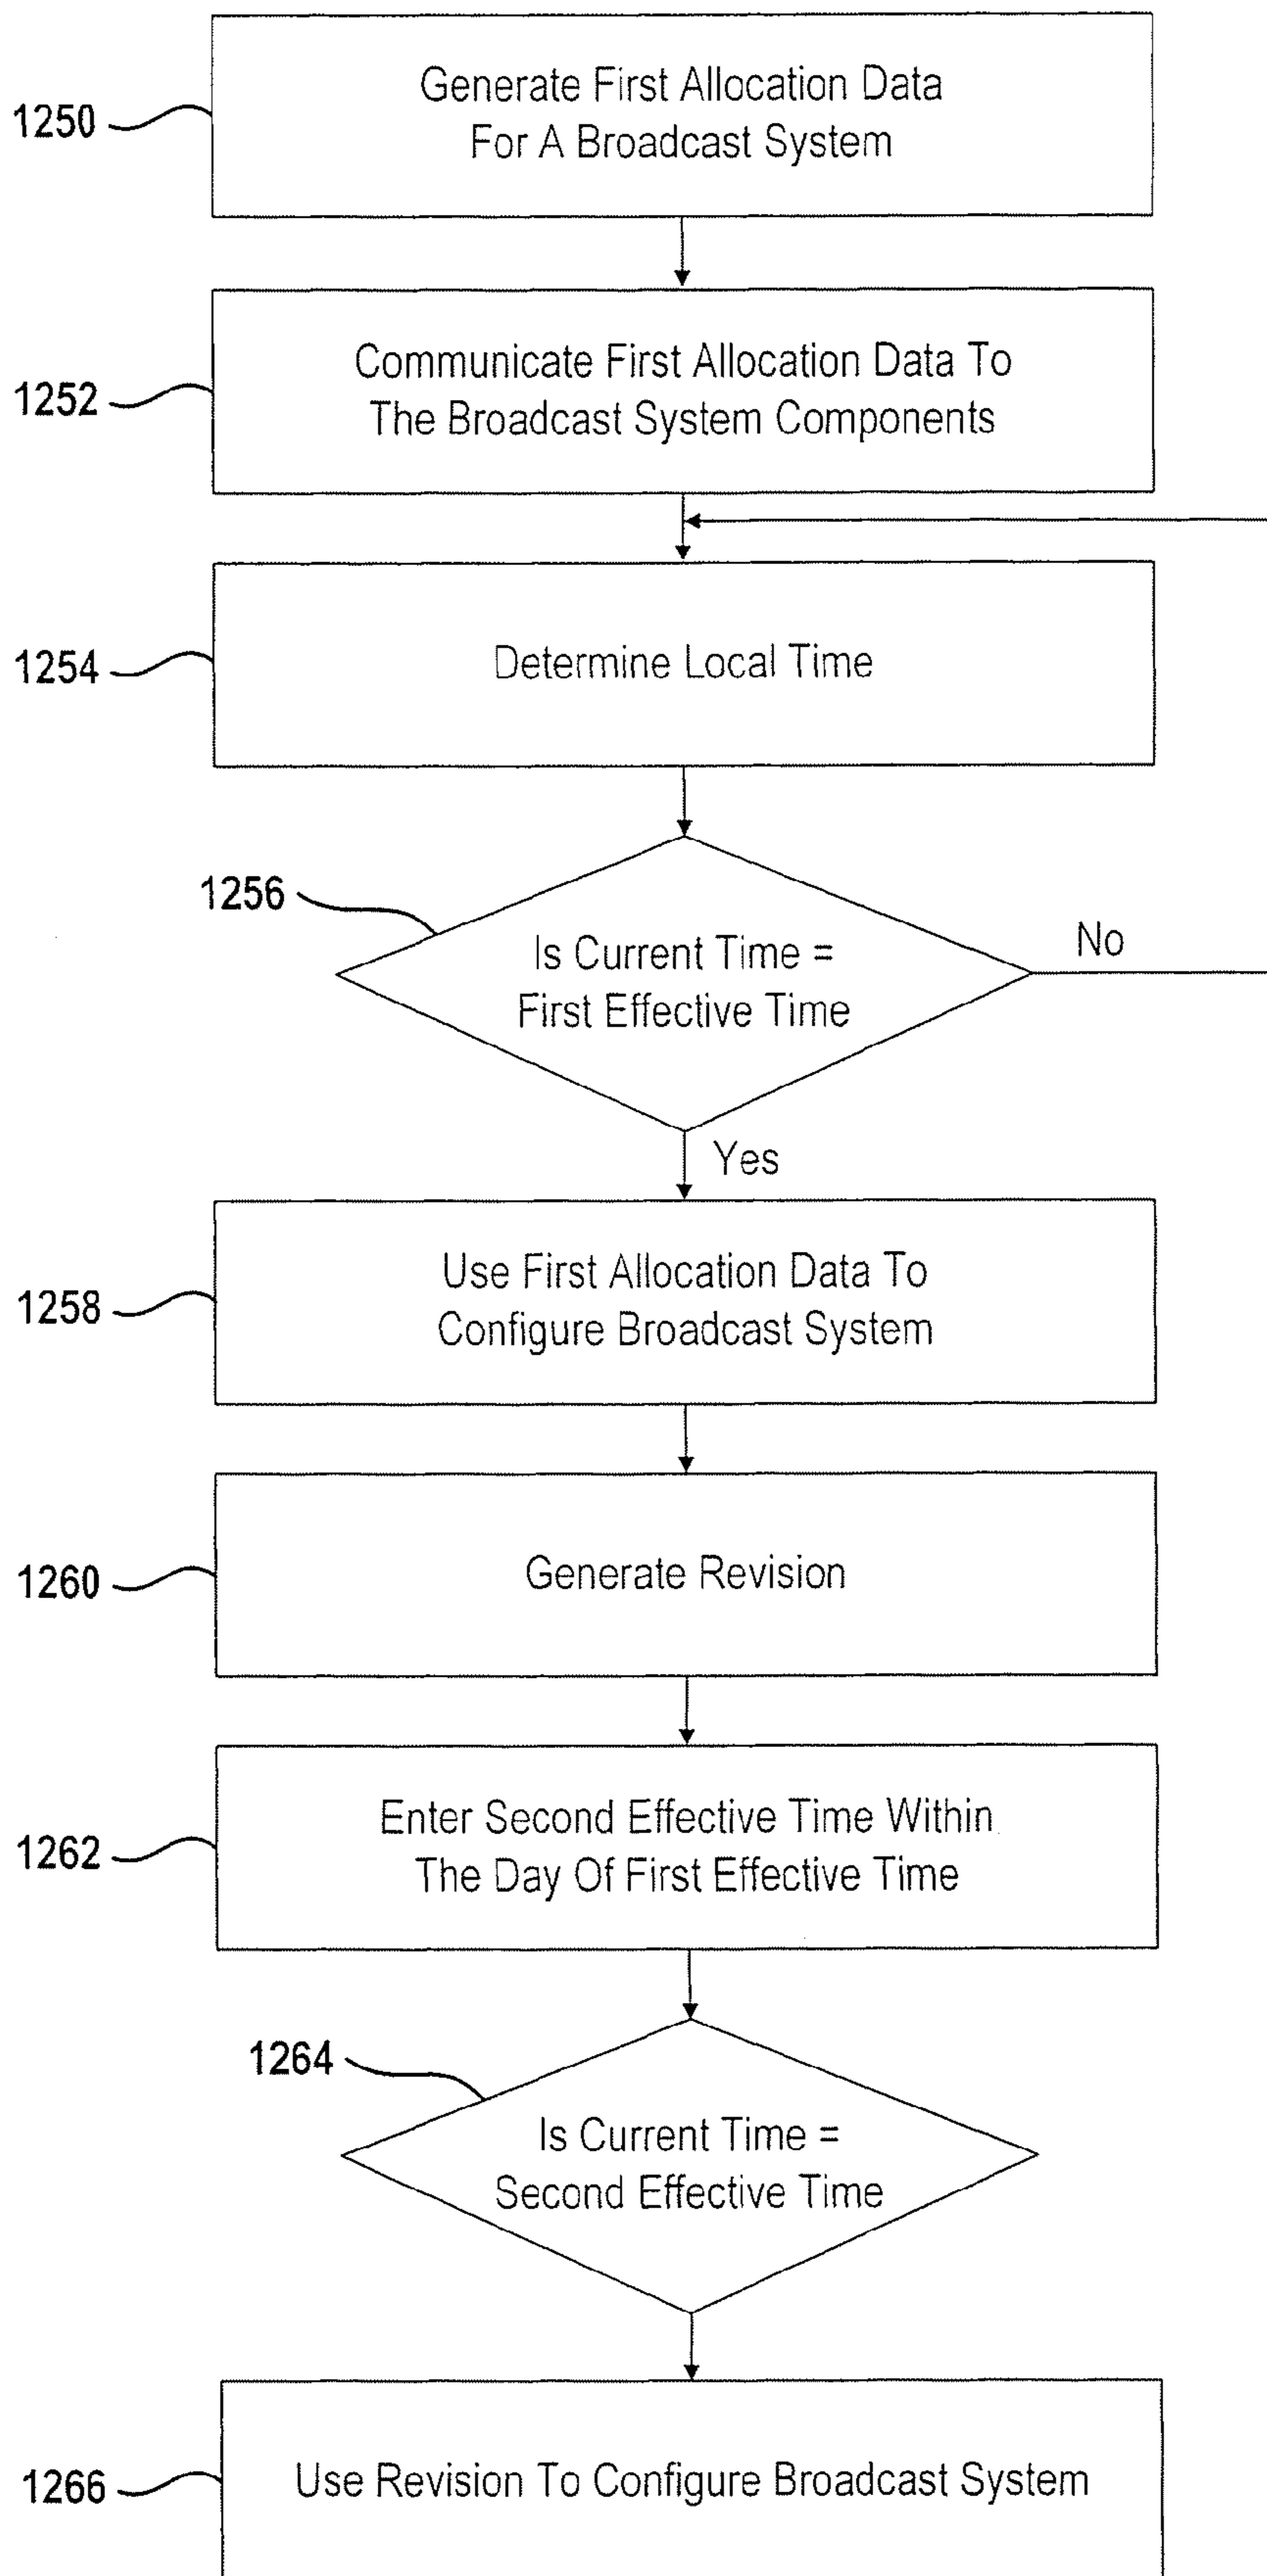 1250
Generate First Allocation Data
For A Broadcast System
1252
Communicate First Allocation Data To
The Broadcast System Components
1254
Determine Local Time
1256
Is Current Time =
First Effective Time
No
Yes
1258
Use First Allocation Data To
Configure Broadcast System
1260
Generate Revision
1262
Enter Second Effective Time Within
The Day Of First Effective Time
1264
Is Current Time =
Second Effective Time
1266
Use Revision To Configure Broadcast System